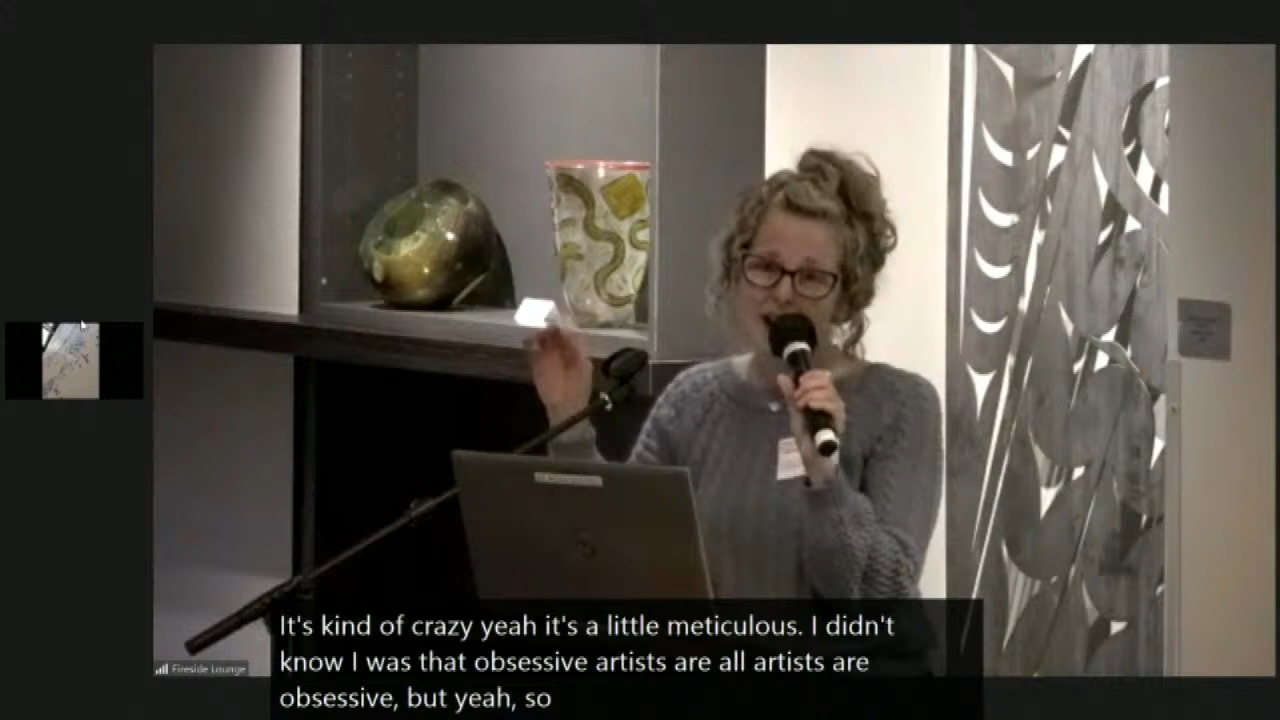 Fireside Lounge
It's kind of crazy yeah it's a little meticulous. I didn't
know I was that obsessive artists are all artists are
obsessive, but yeah, so